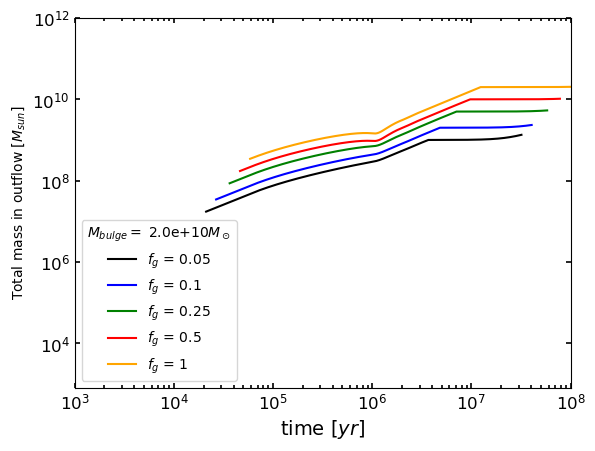 10^12
10^10
10^8
10^6
10^4
Total mass in outflow [M_sun]
M_bulge = 2.0e+10M_⊙
f_g = 0.05
f_g = 0.1
f_g = 0.25
f_g = 0.5
f_g = 1
10^3 10^4 10^5 10^6 10^7 10^8
time [yr]